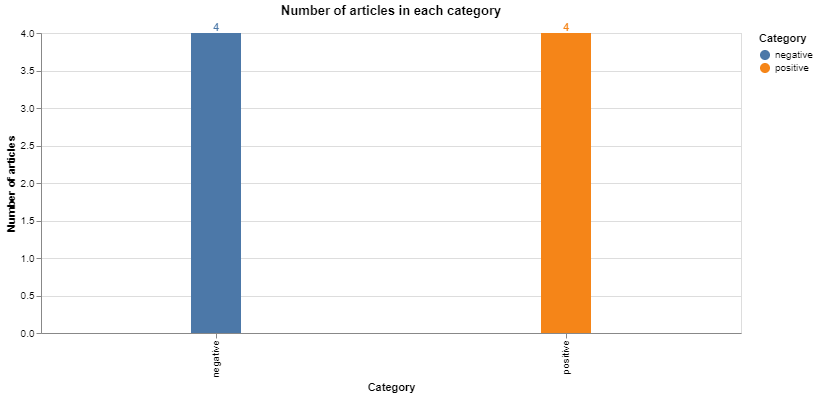 Number of articles in each category
4
4
Category
negative
positive
4.0
3.5
3.0
2.5
2.0
1.5
1.0
0.5
0.0
Number of articles
negative
positive
Category